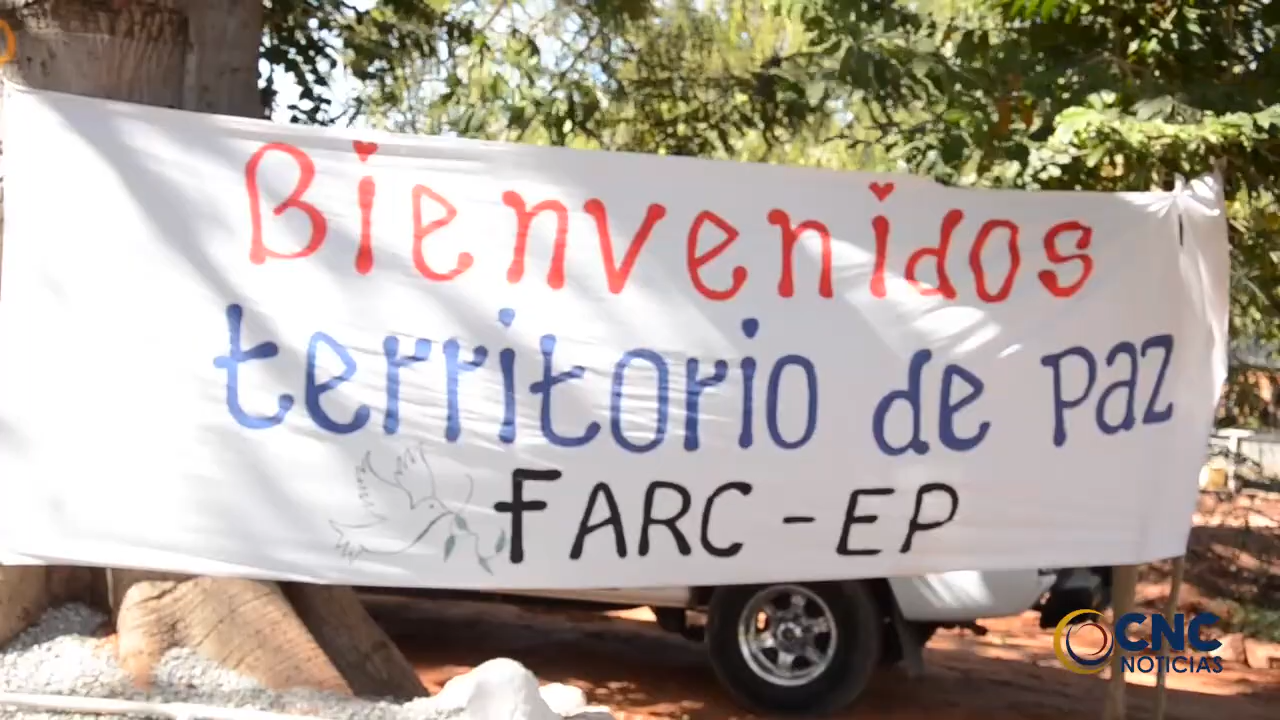 Bienvenidos
territorio de Paz
FARC - EP
CNC
NOTICIAS